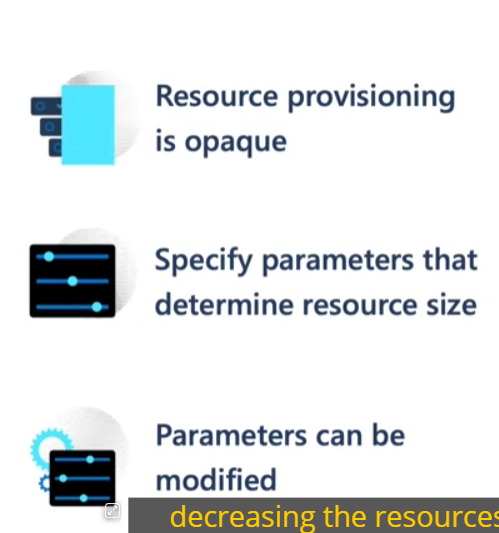 Resource provisioning
is opaque
Specify parameters that
determine resource size
Parameters can be
modified
decreasing the resources